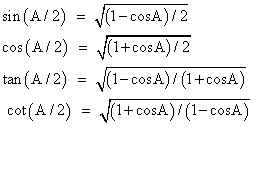 sin(A/2) = √(1−cosA)/2
cos(A/2) = √(1+cosA)/2
tan(A/2) = √(1−cosA)/(1+cosA)
cot(A/2) = √(1+cosA)/(1−cosA)